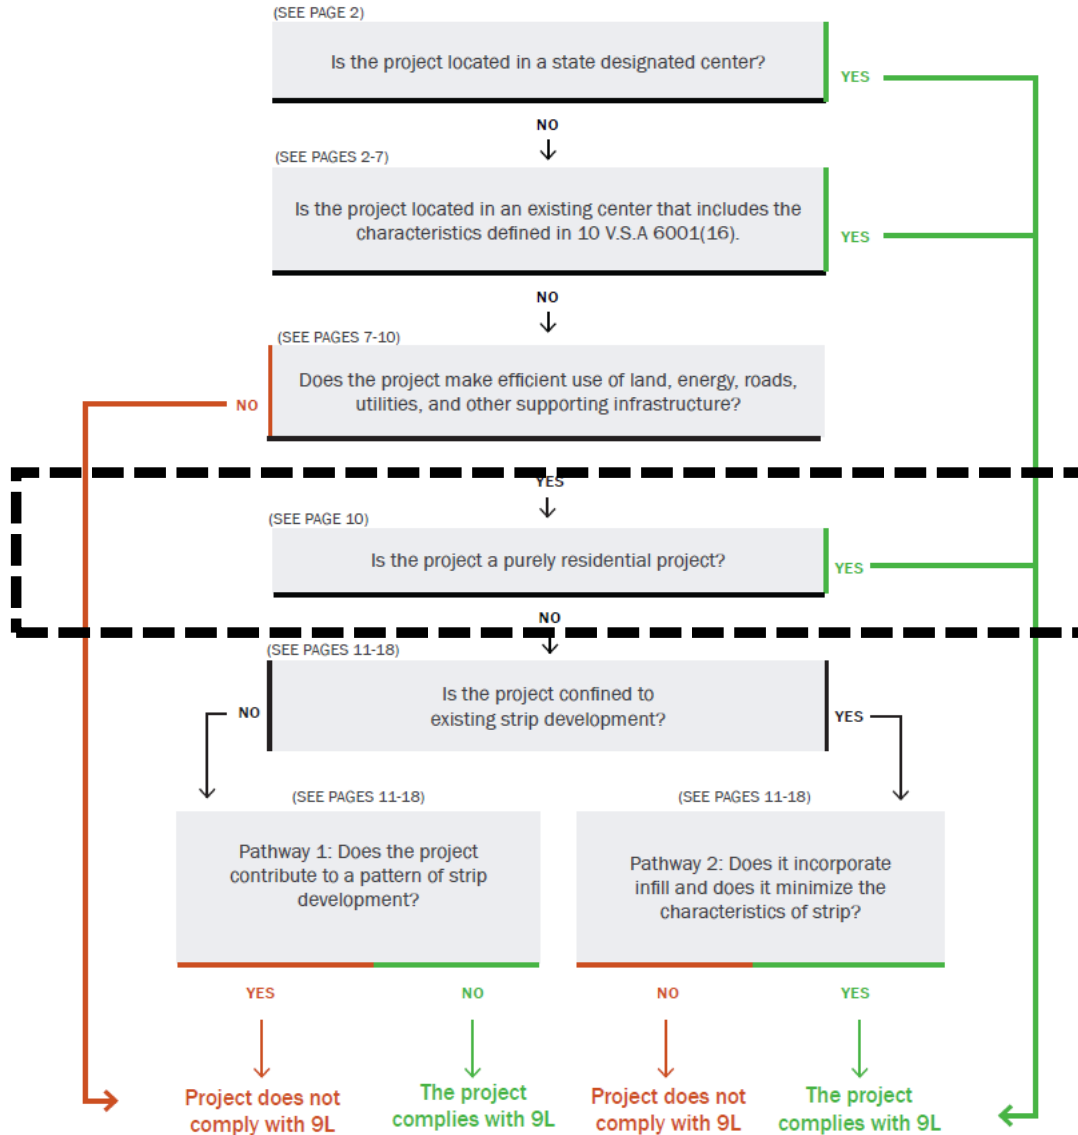 (SEE PAGE 2)
Is the project located in a state designated center?
YES
NO
(SEE PAGES 2-7)
Is the project located in an existing center that includes the
characteristics defined in 10 V.S.A 6001(16).
YES
NO
(SEE PAGES 7-10)
Does the project make efficient use of land, energy, roads,
utilities, and other supporting infrastructure?
NO
YES
(SEE PAGE 10)
Is the project a purely residential project?
YES
NO
(SEE PAGES 11-18)
Is the project confined to
existing strip development?
NO
YES
(SEE PAGES 11-18)
Pathway 1: Does the project
contribute to a pattern of strip
development?
(SEE PAGES 11-18)
Pathway 2: Does it incorporate
infill and does it minimize the
characteristics of strip?
YES
NO
NO
YES
Project does not
comply with 9L
The project
complies with 9L
Project does not
comply with 9L
The project
complies with 9L